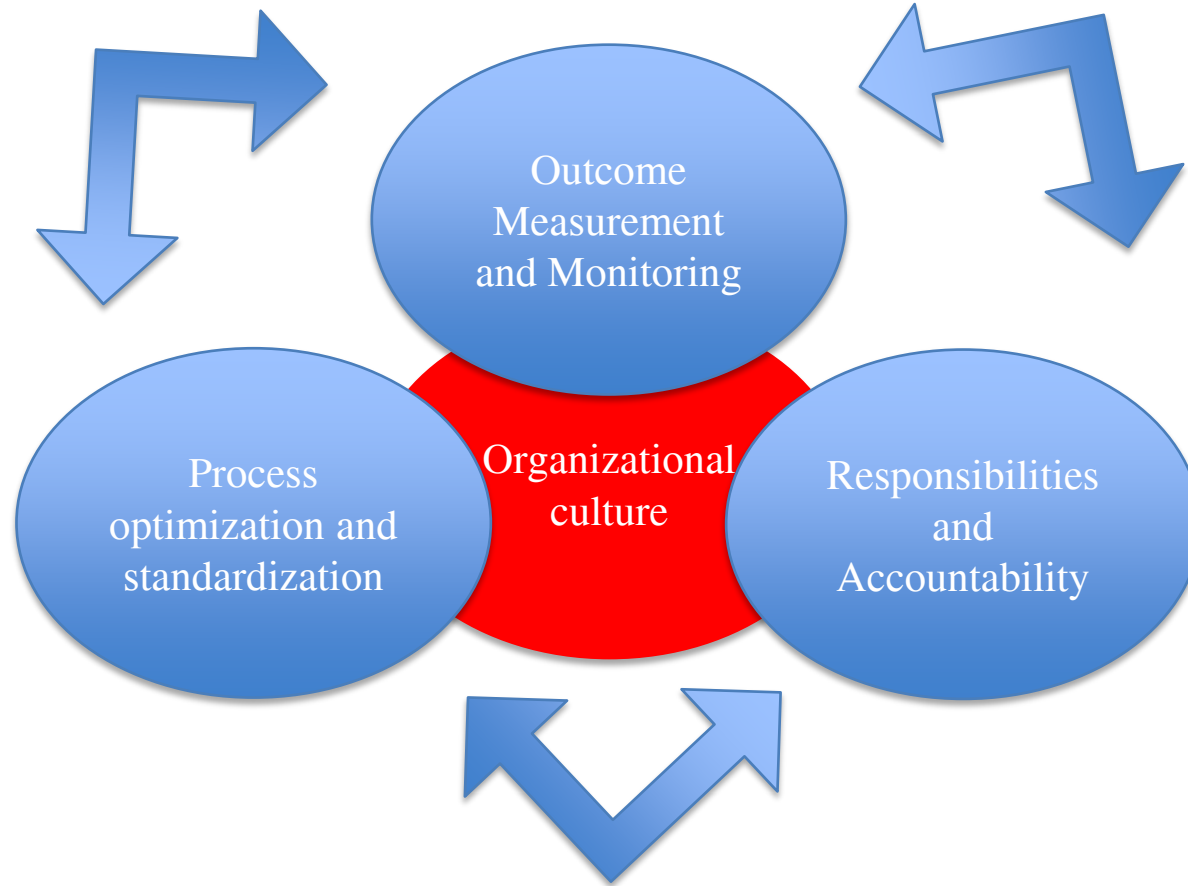 Outcome
Measurement
and Monitoring
Organizational
culture
Process
optimization and
standardization
Responsibilities
and
Accountability